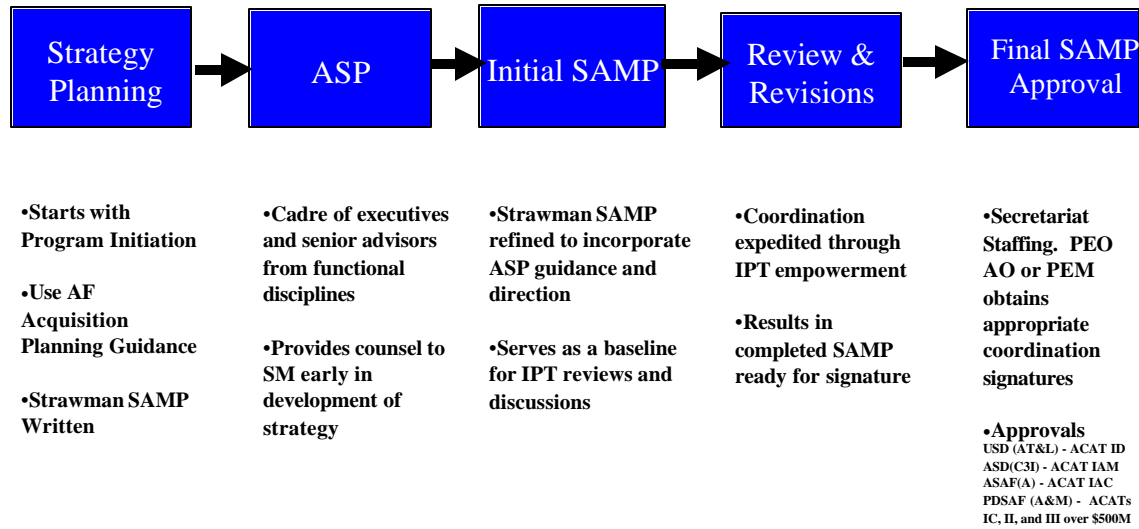 Strategy
Planning
ASP
Initial SAMP
Review &
Revisions
Final SAMP
Approval
•Starts with
Program Initiation
•Use AF
Acquisition
Planning Guidance
•Strawman SAMP
Written
•Cadre of executives
and senior advisors
from functional
disciplines
•Provides counsel to
SM early in
development of
strategy
•Strawman SAMP
refined to incorporate
ASP guidance and
direction
•Serves as a baseline
for IPT reviews and
discussions
•Coordination
expedited through
IPT empowerment
•Results in
completed SAMP
ready for signature
•Secretariat
Staffing. PEO
AO or PEM
obtains
appropriate
coordination
signatures
•Approvals
USD (AT&L) - ACAT ID
ASD(C3I) - ACAT IAM
ASAF(A) - ACAT IAC
PDSAF (A&M) - ACATs
IC, II, and III over $500M